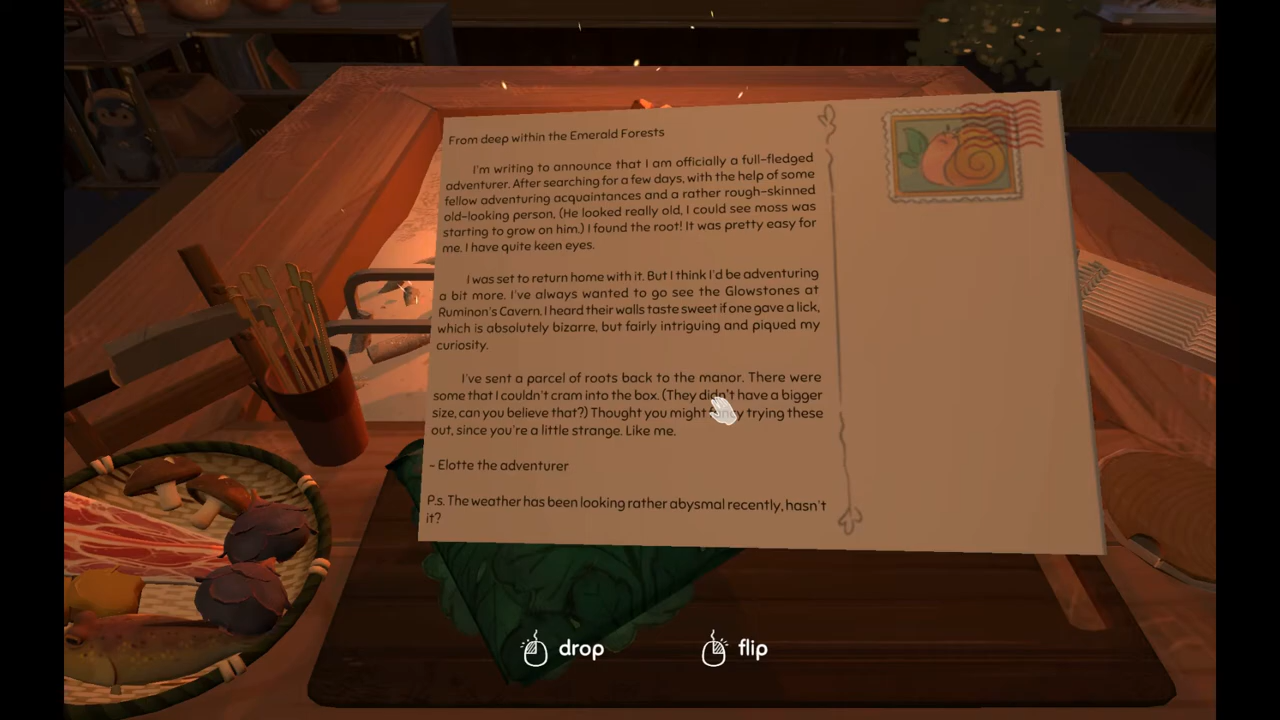 From deep within the Emerald Forests
I'm writing to announce that I am officially a full-fledged
adventurer. After searching for a few days, with the help of some
fellow adventuring acquaintances and a rather rough-skinned
old-looking person, (He looked really old, I could see moss was
starting to grow on him.) I found the root! It was pretty easy for
me. I have quite keen eyes.
I was set to return home with it. But I think I'd be adventuring
a bit more. I've always wanted to go see the Glowstones at
Ruminon's Cavern. I heard their walls taste sweet if one gave a lick,
which is absolutely bizarre, but fairly intriguing and piqued my
curiosity.
I've sent a parcel of roots back to the manor. There were
some that I couldn't cram into the box. (They didn't have a bigger
size, can you believe that?) Thought you might fancy trying these
out, since you're a little strange. Like me.
- Elotte the adventurer
P.s. The weather has been looking rather abysmal recently, hasn't
it?
drop
flip